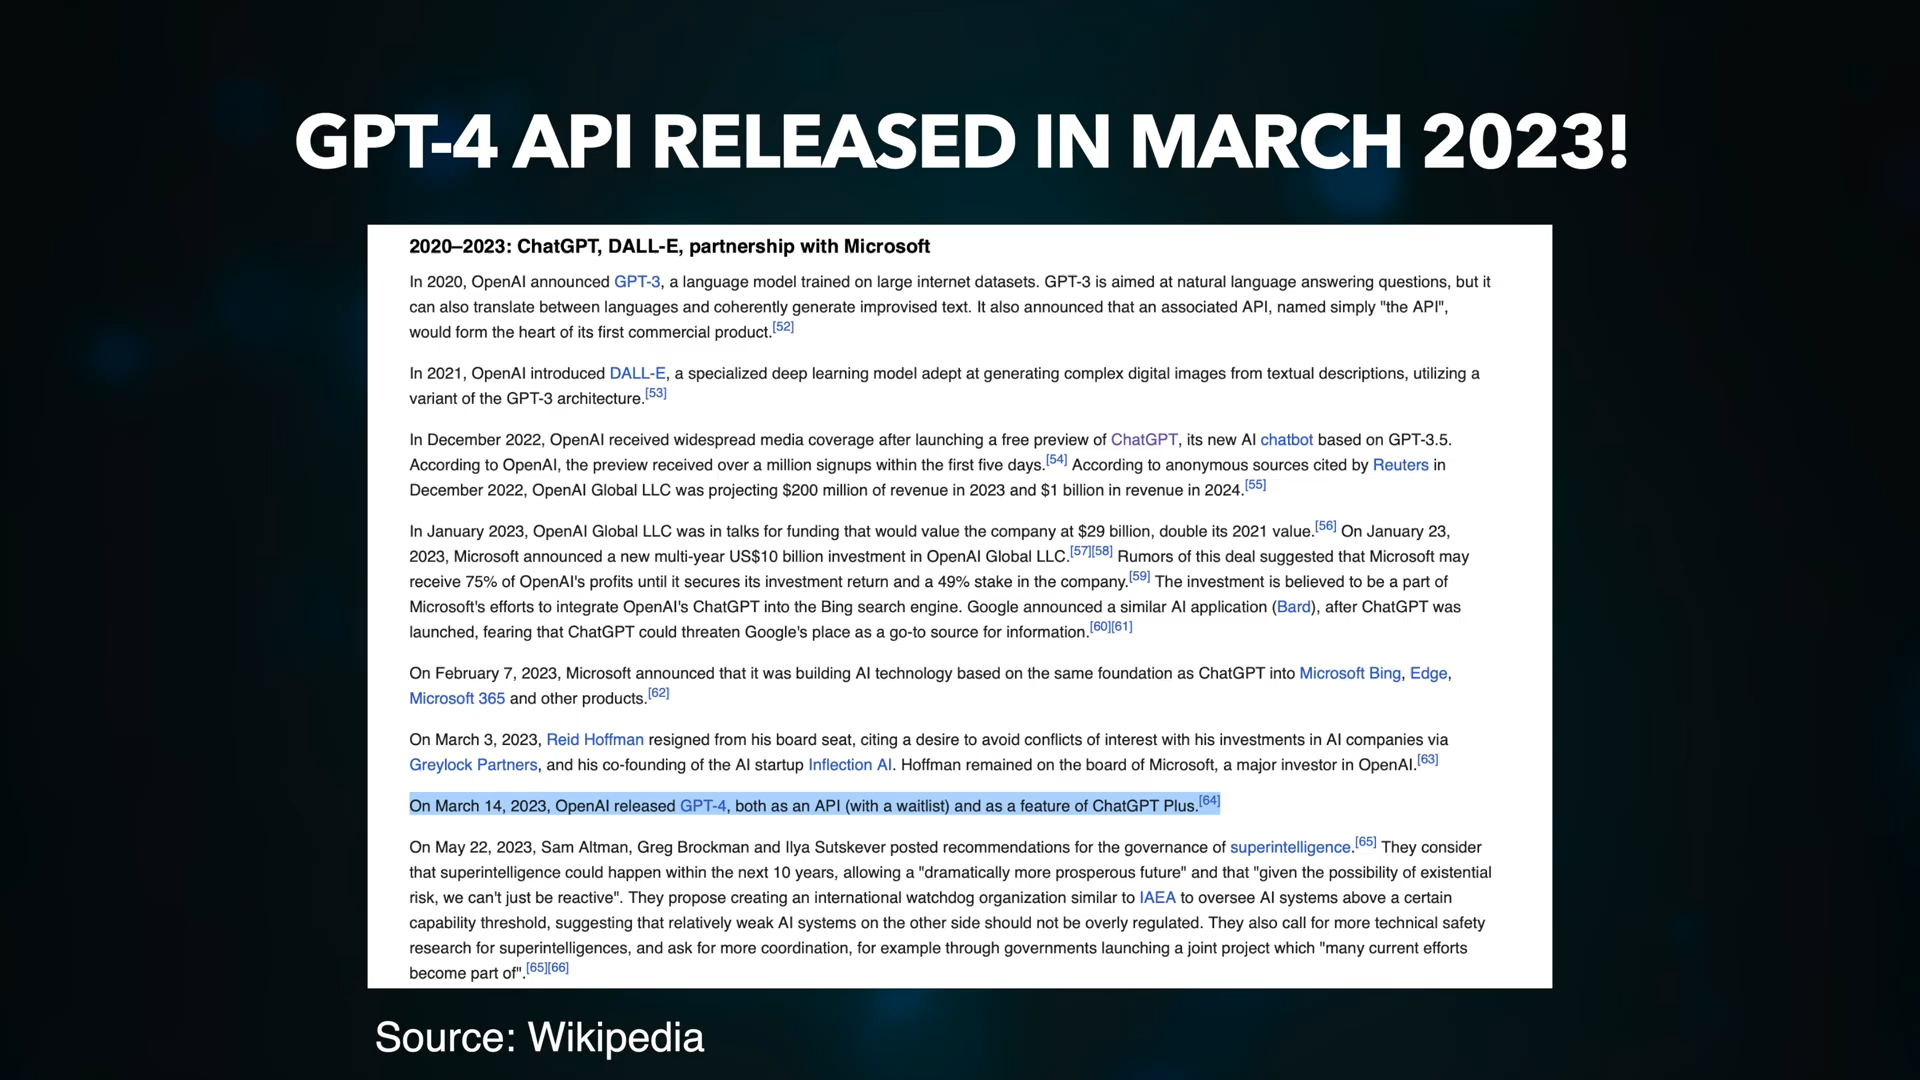 GPT-4 API RELEASED IN MARCH 2023!
2020–2023: ChatGPT, DALL-E, partnership with Microsoft
In 2020, OpenAI announced GPT-3, a language model trained on large internet datasets. GPT-3 is aimed at natural language answering questions, but it
can also translate between languages and coherently generate improvised text. It also announced that an associated API, named simply "the API",
would form the heart of its first commercial product.[52]
In 2021, OpenAI introduced DALL-E, a specialized deep learning model adept at generating complex digital images from textual descriptions, utilizing a
variant of the GPT-3 architecture.[53]
In December 2022, OpenAI received widespread media coverage after launching a free preview of ChatGPT, its new AI chatbot based on GPT-3.5.
According to OpenAI, the preview received over a million signups within the first five days.[54] According to anonymous sources cited by Reuters in
December 2022, OpenAI Global LLC was projecting $200 million of revenue in 2023 and $1 billion in revenue in 2024.[55]
In January 2023, OpenAI Global LLC was in talks for funding that would value the company at $29 billion, double its 2021 value.[56] On January 23,
2023, Microsoft announced a new multi-year US$10 billion investment in OpenAI Global LLC.[57][58] Rumors of this deal suggested that Microsoft may
receive 75% of OpenAI's profits until it secures its investment return and a 49% stake in the company.[59] The investment is believed to be a part of
Microsoft's efforts to integrate OpenAI's ChatGPT into the Bing search engine. Google announced a similar AI application (Bard), after ChatGPT was
launched, fearing that ChatGPT could threaten Google's place as a go-to source for information.[60][61]
On February 7, 2023, Microsoft announced that it was building AI technology based on the same foundation as ChatGPT into Microsoft Bing, Edge,
Microsoft 365 and other products.[62]
On March 3, 2023, Reid Hoffman resigned from his board seat, citing a desire to avoid conflicts of interest with his investments in AI companies via
Greylock Partners, and his co-founding of the AI startup Inflection AI. Hoffman remained on the board of Microsoft, a major investor in OpenAI.[63]
On March 14, 2023, OpenAI released GPT-4, both as an API (with a waitlist) and as a feature of ChatGPT Plus.[64]
On May 22, 2023, Sam Altman, Greg Brockman and Ilya Sutskever posted recommendations for the governance of superintelligence.[65] They consider
that superintelligence could happen within the next 10 years, allowing a "dramatically more prosperous future" and that "given the possibility of existential
risk, we can't just be reactive". They propose creating an international watchdog organization similar to IAEA to oversee AI systems above a certain
capability threshold, suggesting that relatively weak AI systems on the other side should not be overly regulated. They also call for more technical safety
research for superintelligences, and ask for more coordination, for example through governments launching a joint project which "many current efforts
become part of".[65][66]
Source: Wikipedia